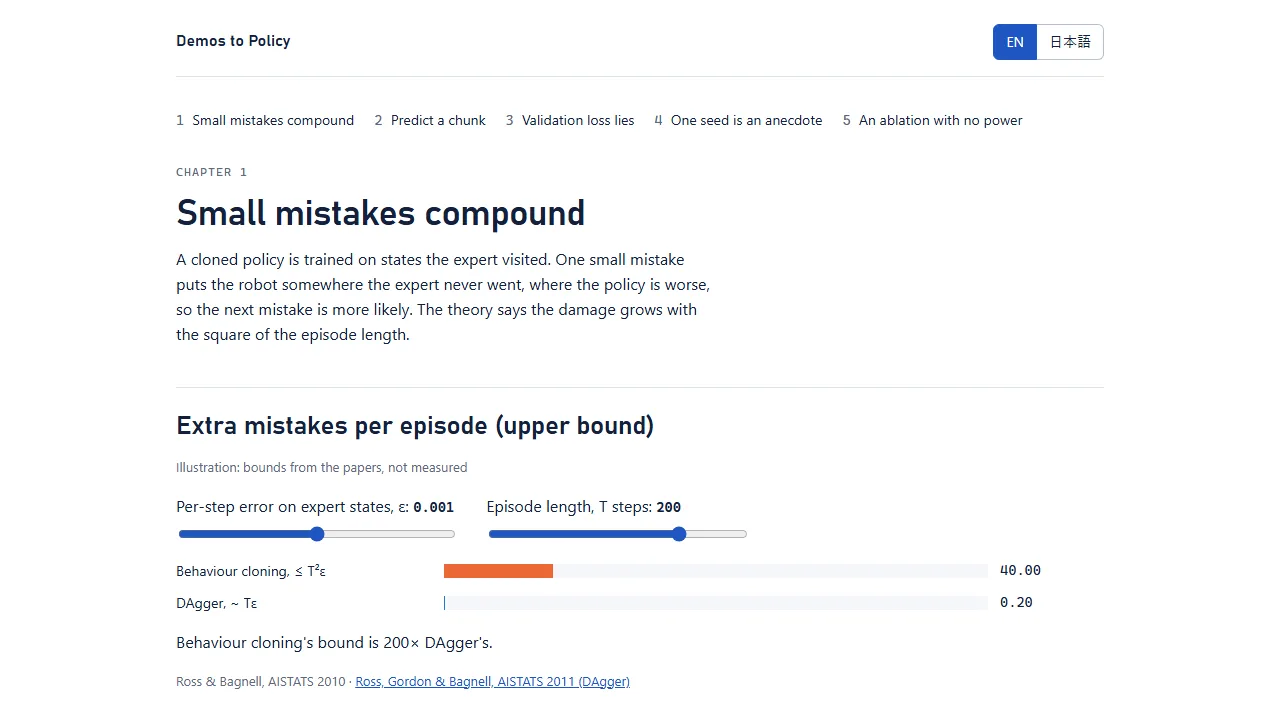 Demos to Policy
EN 日本語
1 Small mistakes compound 2 Predict a chunk 3 Validation loss lies 4 One seed is an anecdote 5 An ablation with no power
CHAPTER 1
Small mistakes compound
A cloned policy is trained on states the expert visited. One small mistake
puts the robot somewhere the expert never went, where the policy is worse,
so the next mistake is more likely. The theory says the damage grows with
the square of the episode length.
Extra mistakes per episode (upper bound)
Illustration: bounds from the papers, not measured
Per-step error on expert states, ε: 0.001 Episode length, T steps: 200
Behaviour cloning, ≤ T²ε 40.00
DAgger, ~ Tε 0.20
Behaviour cloning's bound is 200× DAgger's.
Ross & Bagnell, AISTATS 2010 · Ross, Gordon & Bagnell, AISTATS 2011 (DAgger)